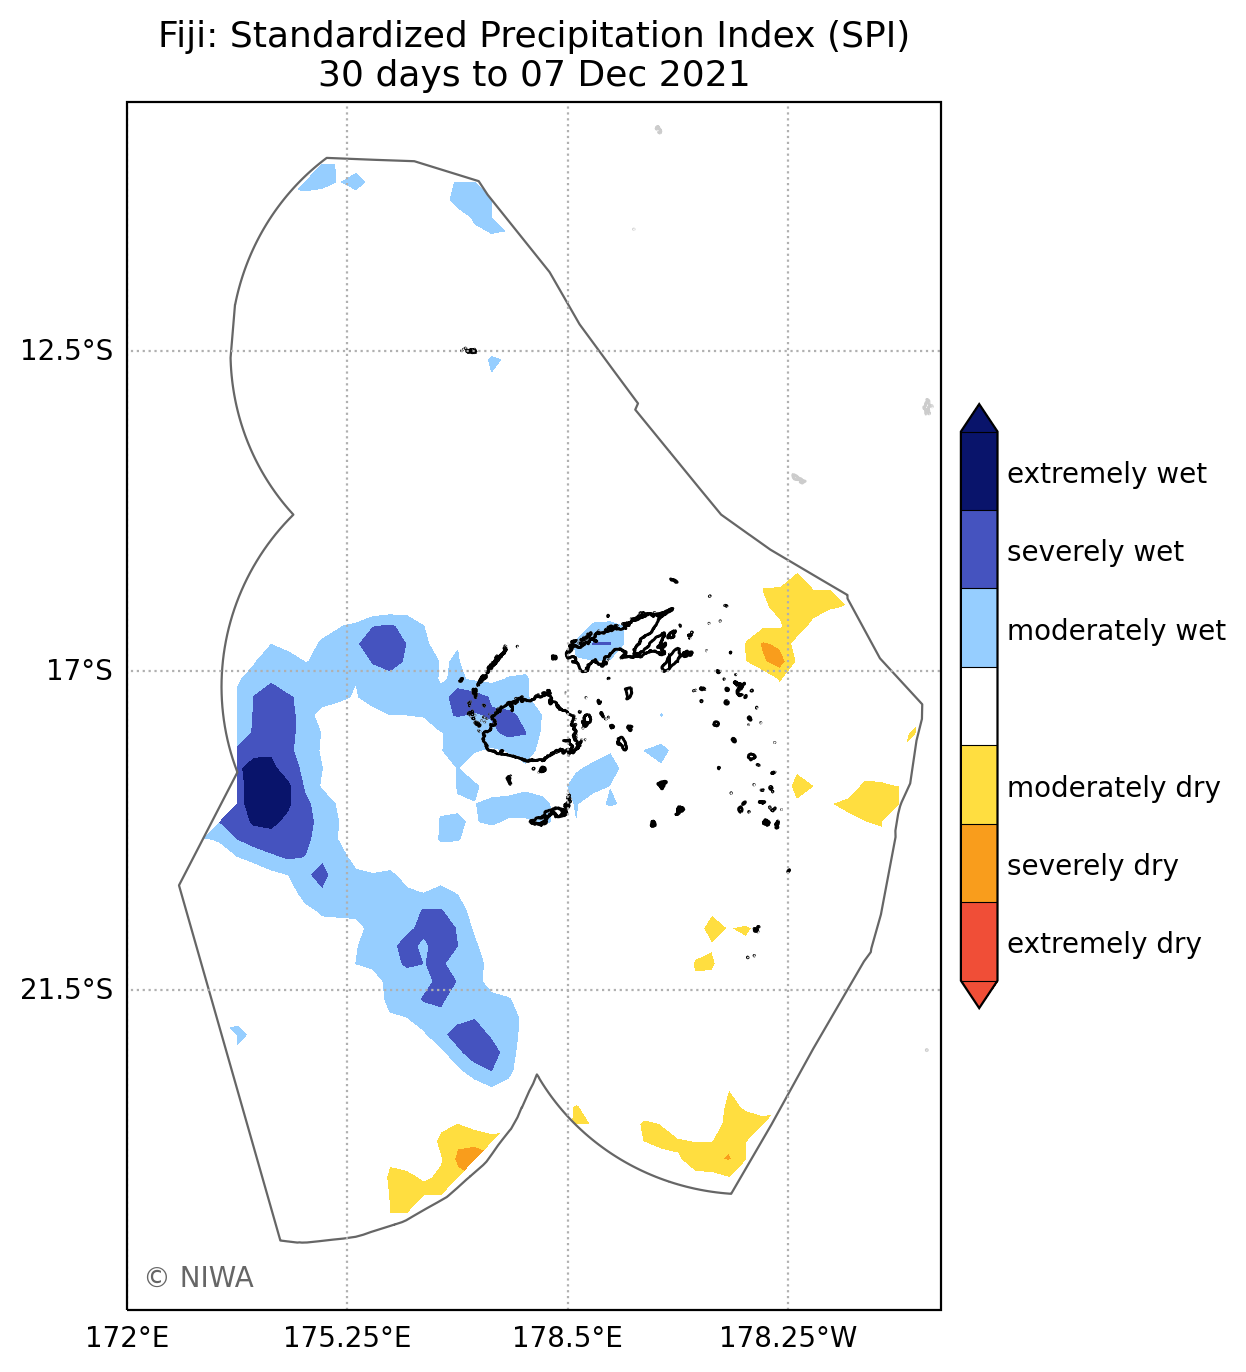 Fiji: Standardized Precipitation Index (SPI)
30 days to 07 Dec 2021
12.5°S
17°S
21.5°S
172°E
175.25°E
178.5°E
178.25°W
extremely wet
severely wet
moderately wet
moderately dry
severely dry
extremely dry
© NIWA